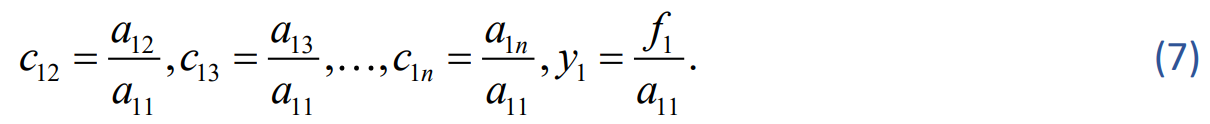 c₁₂ = a₁₂/a₁₁, c₁₃ = a₁₃/a₁₁, …, c₁ₙ = a₁ₙ/a₁₁, y₁ = f₁/a₁₁. (7)